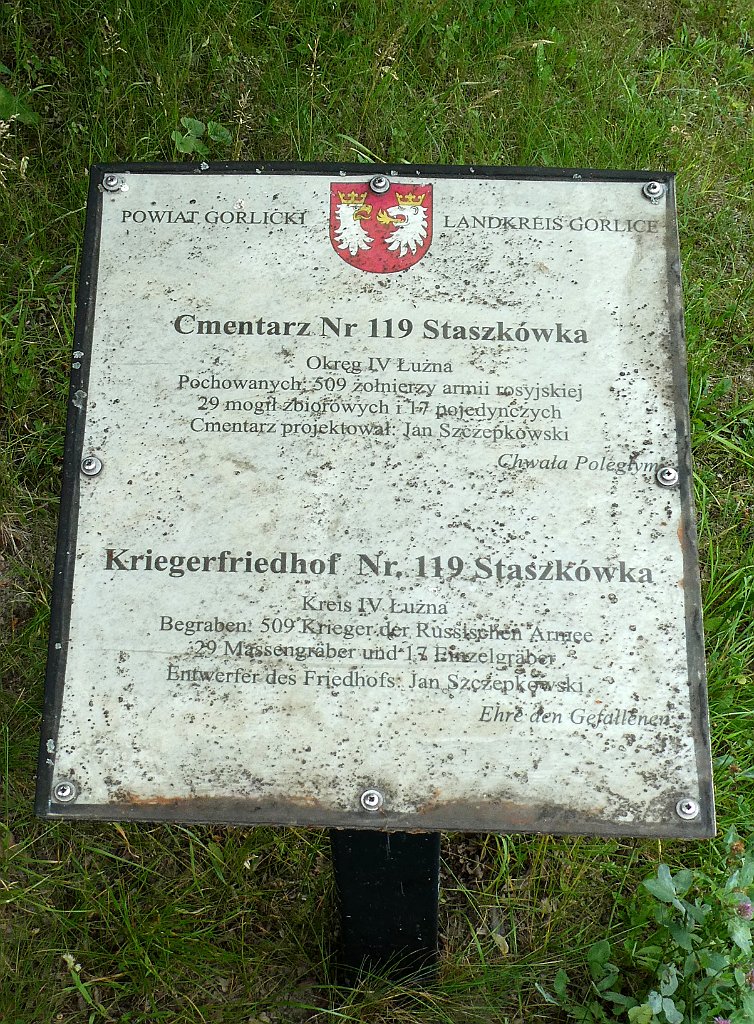 POWIAT GORLICKI LANDKREIS GORLICE
Cmentarz Nr 119 Staszkówka
Okręg IV Łużna
Pochowanych: 509 żołnierzy armii rosyjskiej
29 mogił zbiorowych i 17 pojedynczych
Cmentarz projektował: Jan Szczepkowski
Chwała Poległym
Kriegerfriedhof Nr. 119 Staszkówka
Kreis IV Łużna
Begraben: 509 Krieger der Russischen Armee
29 Massengräber und 17 Einzelgräber
Entwerfer des Friedhofs: Jan Szczepkowski
Ehre den Gefallenen